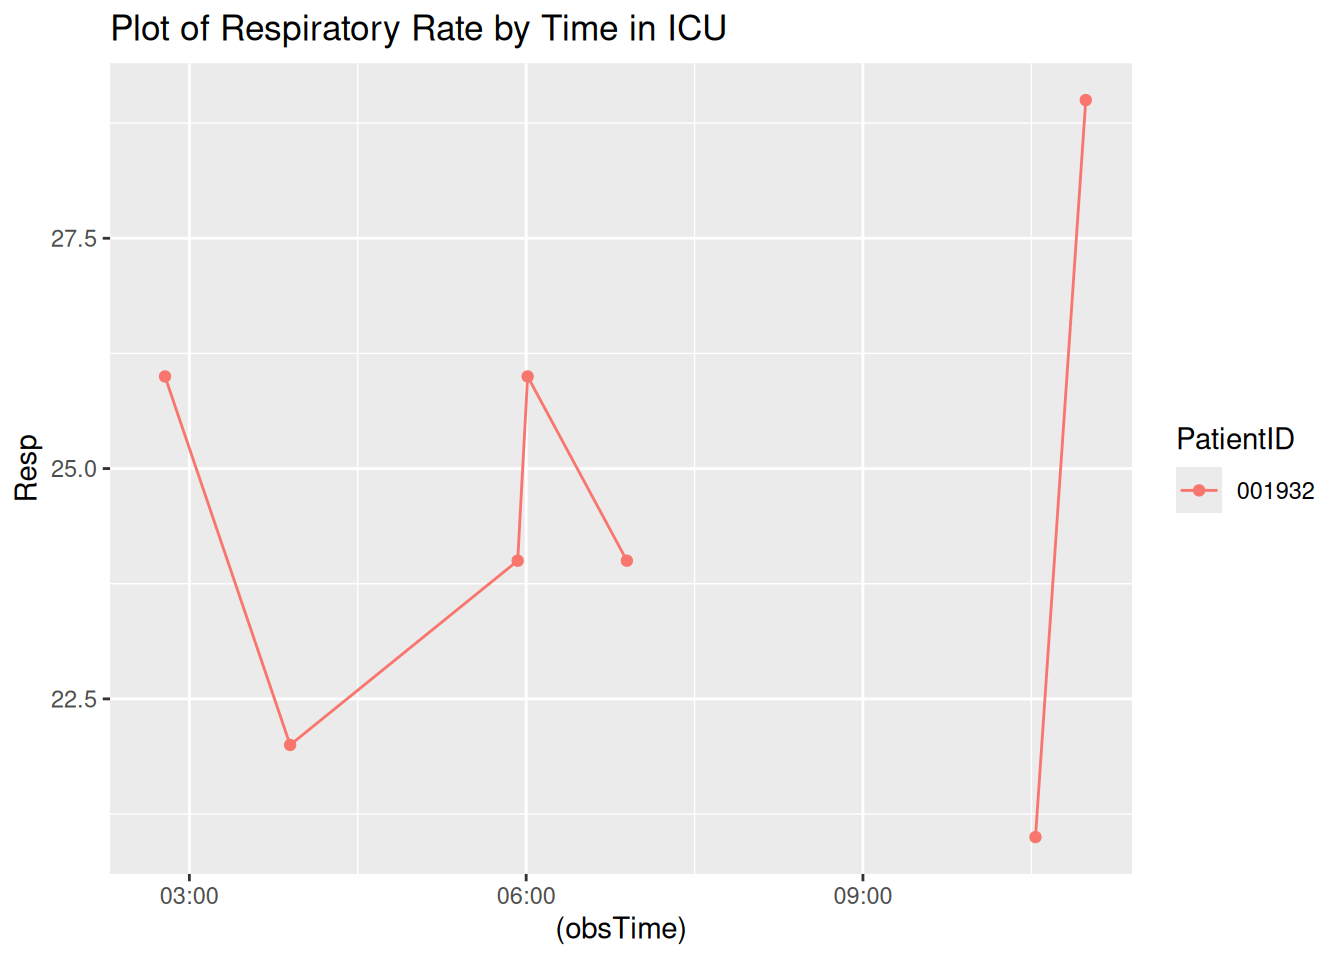 Plot of Respiratory Rate by Time in ICU
27.5
25.0
22.5
Resp
03:00
06:00
09:00
(obsTime)
PatientID
001932